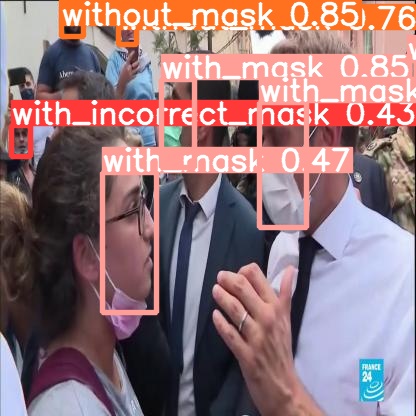 without_mask 0.85
0.76
with_mask 0.85
with_mask
with_incorrect_mask 0.43
with_mask 0.47
FRANCE
24